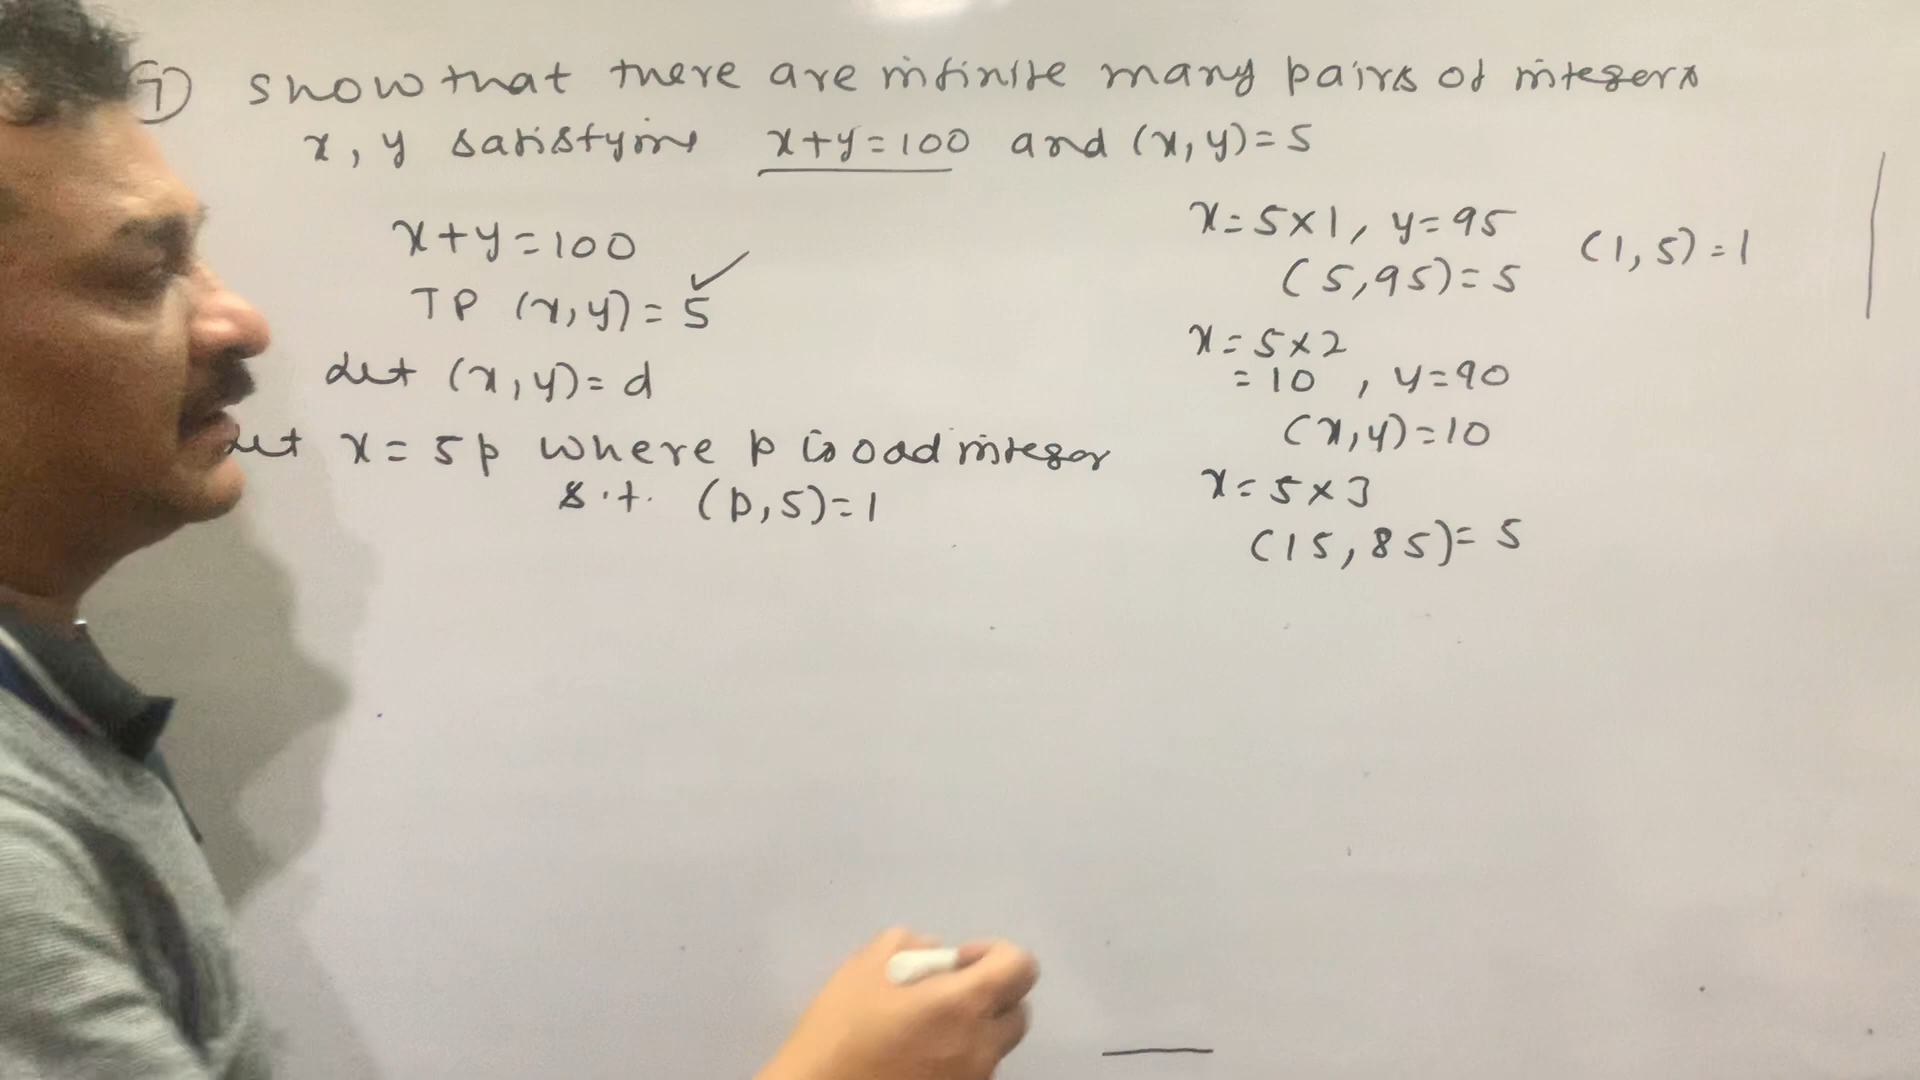 7) show that there are infinite many pairs of integers
x, y satisfying x+y=100 and (x,y)=5
x+y=100
TP (x,y)=5 ✓
Let (x,y)=d
Let x=5p where p is odd integer
s.t. (p,5)=1
x=5×1, y=95
(5,95)=5
(1,5)=1
x=5×2
=10, y=90
(x,y)=10
x=5×3
(15,85)=5